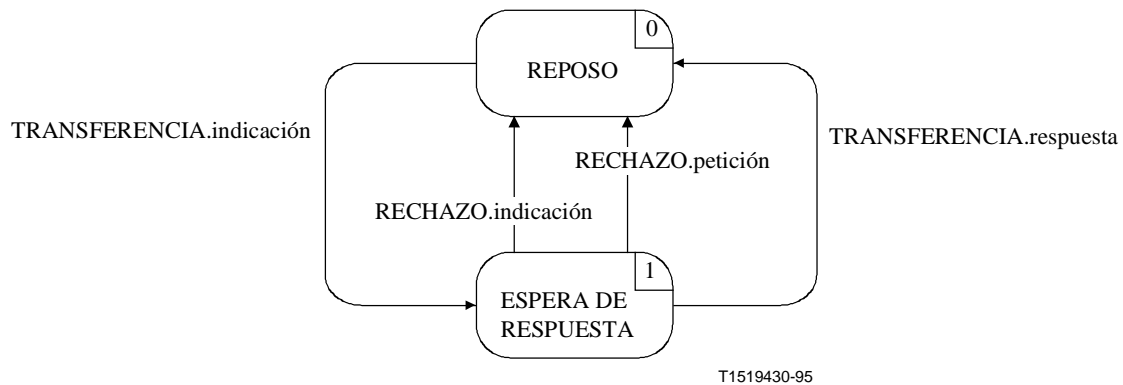 0
REPOSO
TRANSFERENCIA.indicación
TRANSFERENCIA.respuesta
RECHAZO.petición
RECHAZO.indicación
1
ESPERA DE
RESPUESTA
T1519430-95